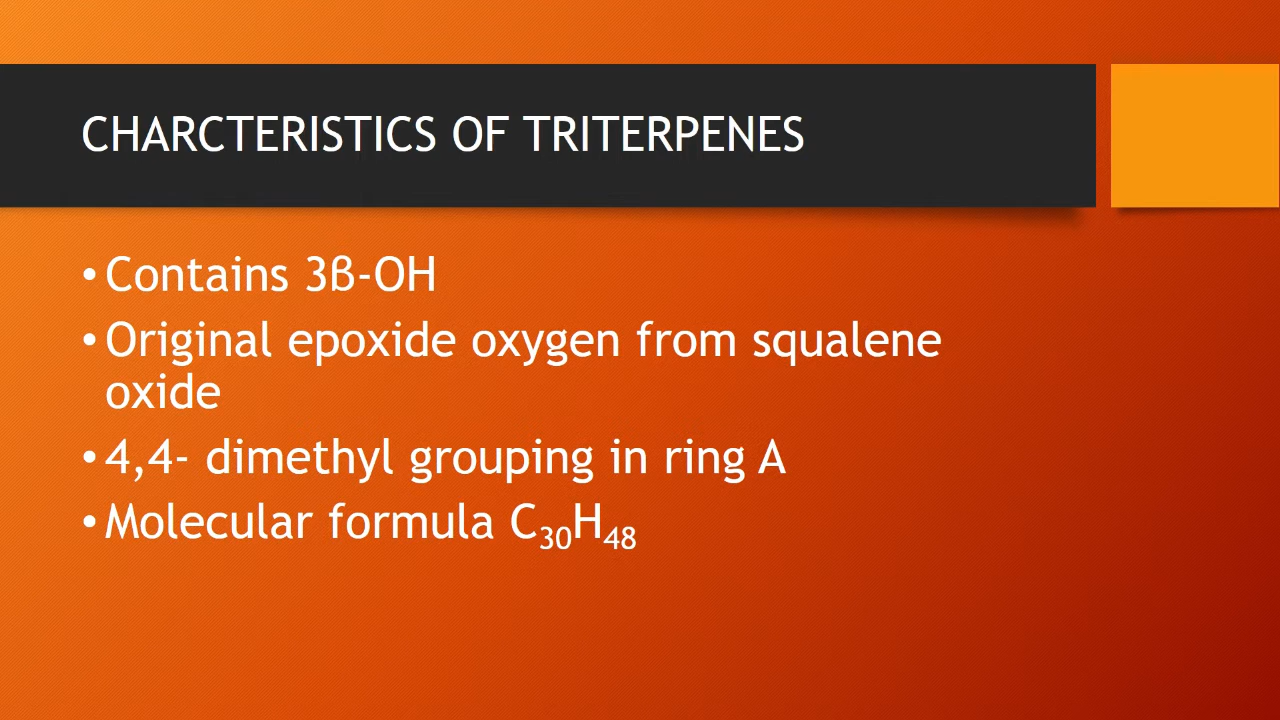 CHARCTERISTICS OF TRITERPENES
• Contains 3ß-OH
• Original epoxide oxygen from squalene
oxide
• 4,4- dimethyl grouping in ring A
• Molecular formula C₃₀H₄₈